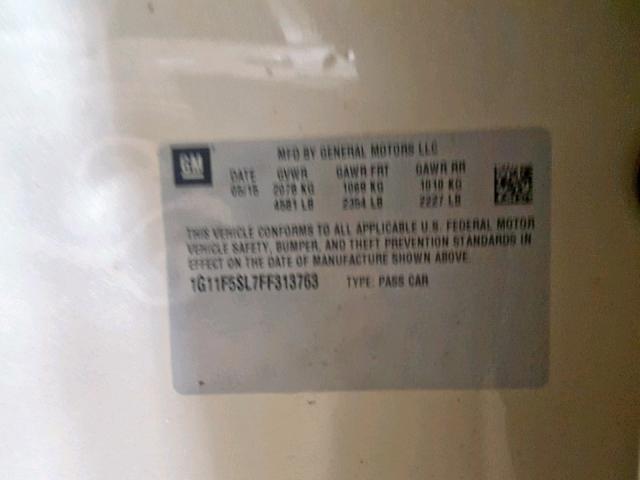 GM
MFD BY GENERAL MOTORS LLC
DATE GVWR GAWR FRT GAWR RR
05/15 2078 KG 1068 KG 1010 KG
4581 LB 2354 LB 2227 LB
THIS VEHICLE CONFORMS TO ALL APPLICABLE U.S. FEDERAL MOTOR
VEHICLE SAFETY, BUMPER, AND THEFT PREVENTION STANDARDS IN
EFFECT ON THE DATE OF MANUFACTURE SHOWN ABOVE.
1G11F5SL7FF313763 TYPE: PASS CAR